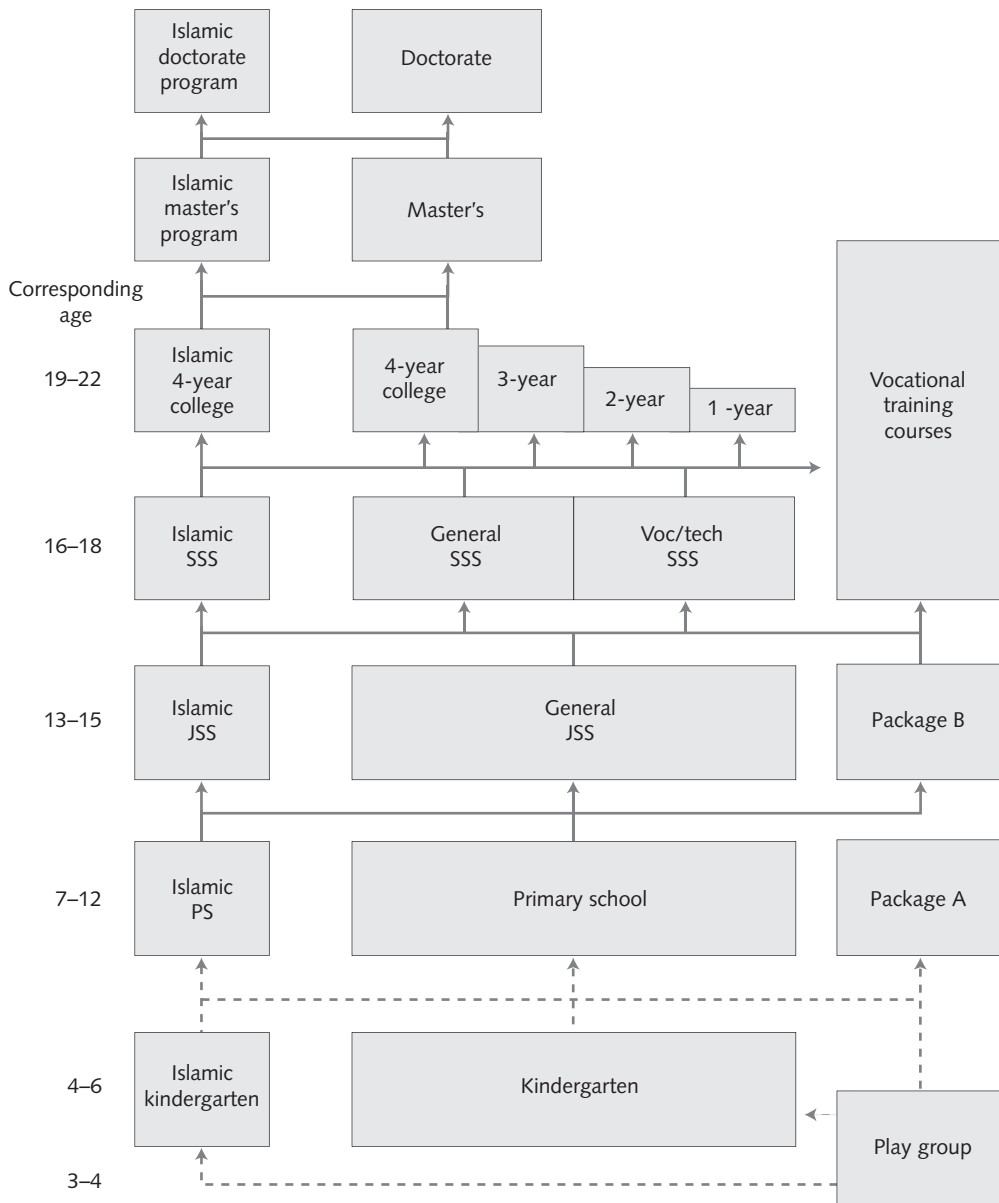 Islamic
doctorate
program
Doctorate
Islamic
master's
program
Master's
Corresponding
age
19–22
Islamic
4-year
college
4-year
college
3-year
2-year
1 -year
Vocational
training
courses
16–18
Islamic
SSS
General
SSS
Voc/tech
SSS
13–15
Islamic
JSS
General
JSS
Package B
7–12
Islamic
PS
Primary school
Package A
4–6
Islamic
kindergarten
Kindergarten
Play group
3–4